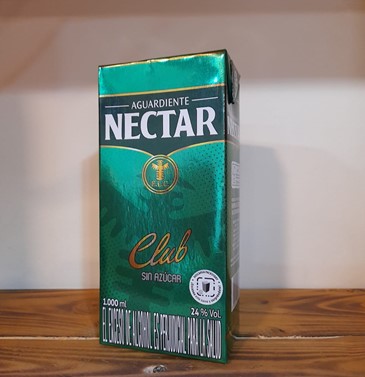 AGUARDIENTE
NECTAR
F.L.C
Club
SIN AZÚCAR
1.000 ml
24 % Vol.
EL EXCESO DE ALCOHOL ES PERJUDICIAL PARA LA SALUD